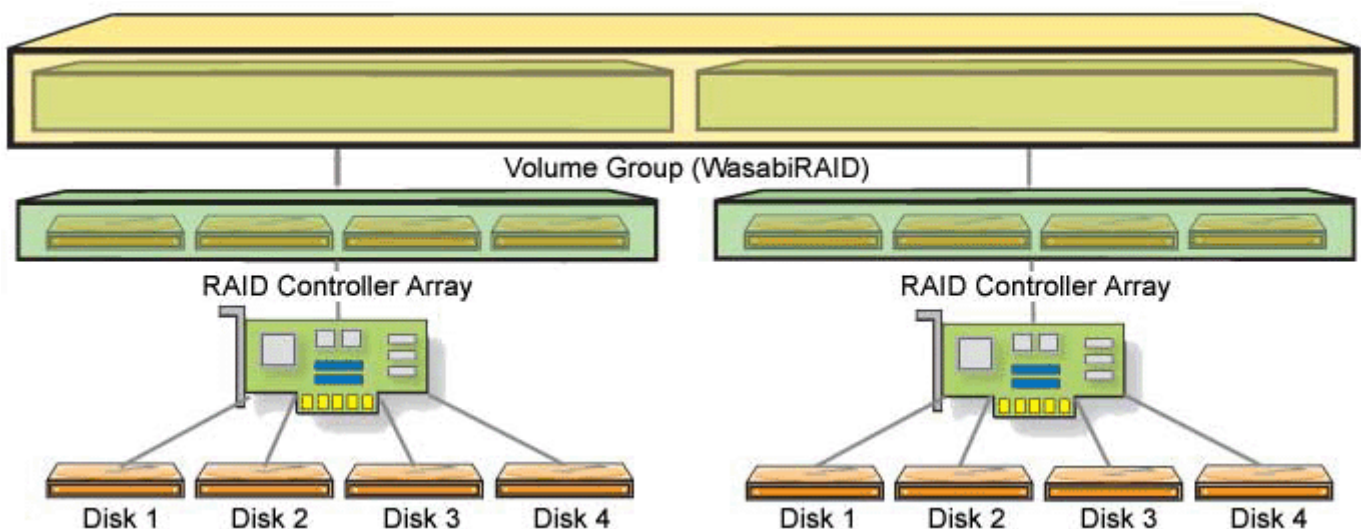 Volume Group (WasabiRAID)
RAID Controller Array
RAID Controller Array
Disk 1
Disk 2
Disk 3
Disk 4
Disk 1
Disk 2
Disk 3
Disk 4